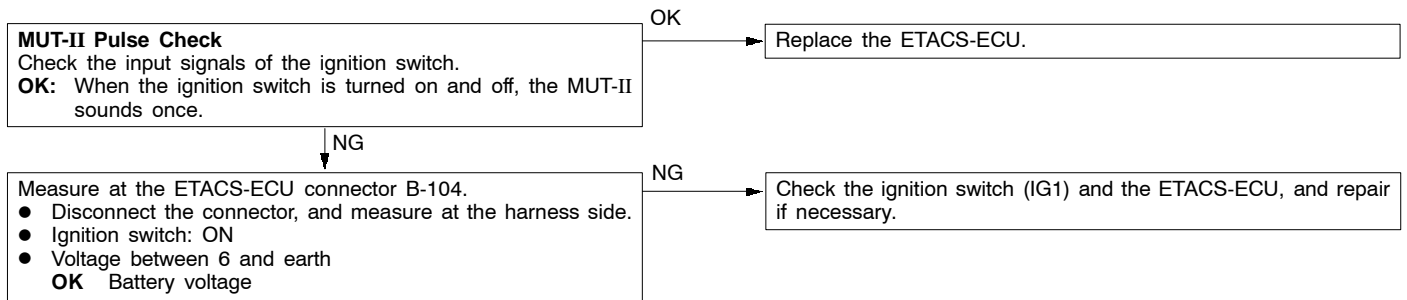 MUT-II Pulse Check
Check the input signals of the ignition switch.
OK: When the ignition switch is turned on and off, the MUT-II
sounds once.
OK
Replace the ETACS-ECU.
NG
Measure at the ETACS-ECU connector B-104.
● Disconnect the connector, and measure at the harness side.
● Ignition switch: ON
● Voltage between 6 and earth
OK Battery voltage
NG
Check the ignition switch (IG1) and the ETACS-ECU, and repair
if necessary.